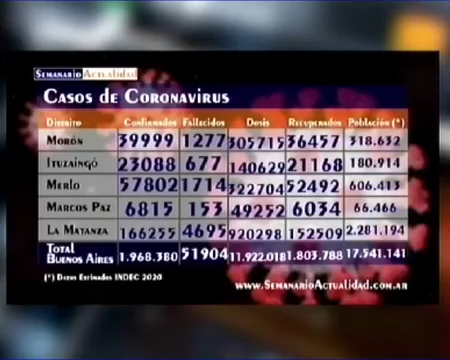 Semanario Actualidad
Casos de Coronavirus
Distrito Confirmados Fallecidos Dosis Recuperados Población (*)
Morón 39999 1277 305715 36457 318.632
Ituzaingó 23088 677 140629 21168 180.914
Merlo 57802 1714 322704 52492 606.413
Marcos Paz 6815 153 49252 6034 66.466
La Matanza 166255 4695 920298 152509 2.281.194
Total
Buenos Aires 1.968.380 51904 11.922.018 1.803.788 17.541.141
(*) Datos Estimados INDEC 2020
www.SemanarioActualidad.com.ar